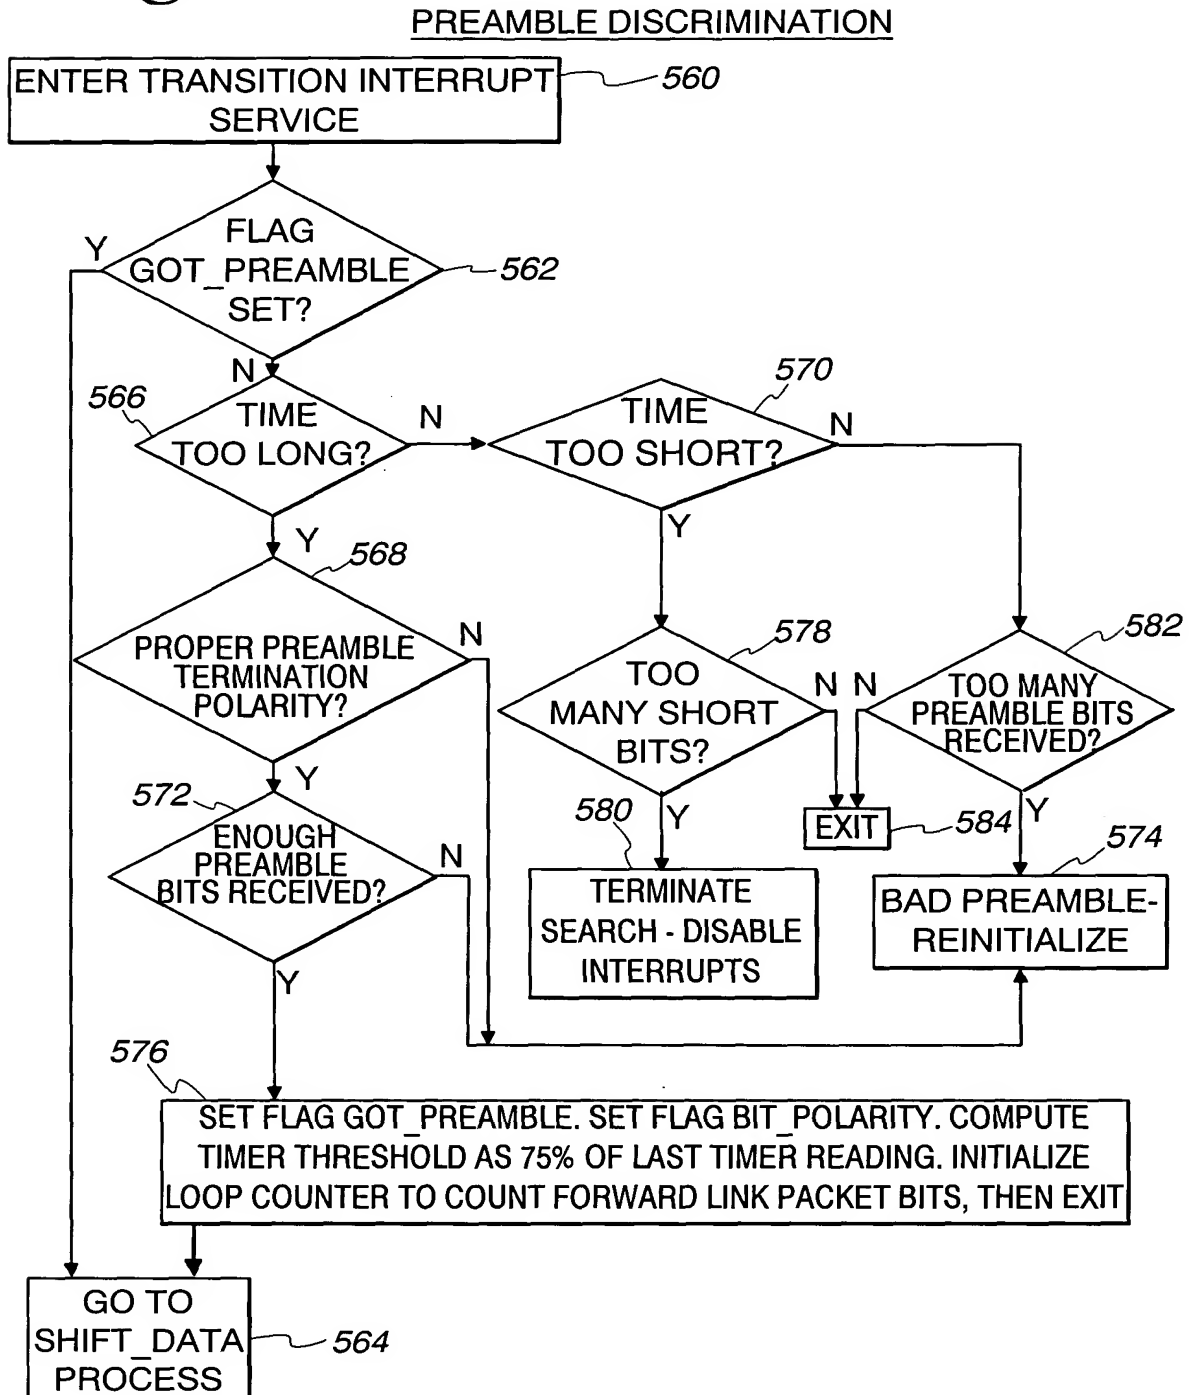 PREAMBLE DISCRIMINATION
ENTER TRANSITION INTERRUPT
SERVICE
560
FLAG
GOT_PREAMBLE
SET?
Y
562
N
566
TIME
TOO LONG?
N
570
TIME
TOO SHORT?
N
Y
568
Y
PROPER PREAMBLE
TERMINATION
POLARITY?
N
578
TOO
MANY SHORT
BITS?
N
N
582
TOO MANY
PREAMBLE BITS
RECEIVED?
Y
572
ENOUGH
PREAMBLE
BITS RECEIVED?
N
580
Y
EXIT
584
Y
574
TERMINATE
SEARCH - DISABLE
INTERRUPTS
BAD PREAMBLE-
REINITIALIZE
Y
576
SET FLAG GOT_PREAMBLE. SET FLAG BIT_POLARITY. COMPUTE
TIMER THRESHOLD AS 75% OF LAST TIMER READING. INITIALIZE
LOOP COUNTER TO COUNT FORWARD LINK PACKET BITS, THEN EXIT
GO TO
SHIFT_DATA
PROCESS
564